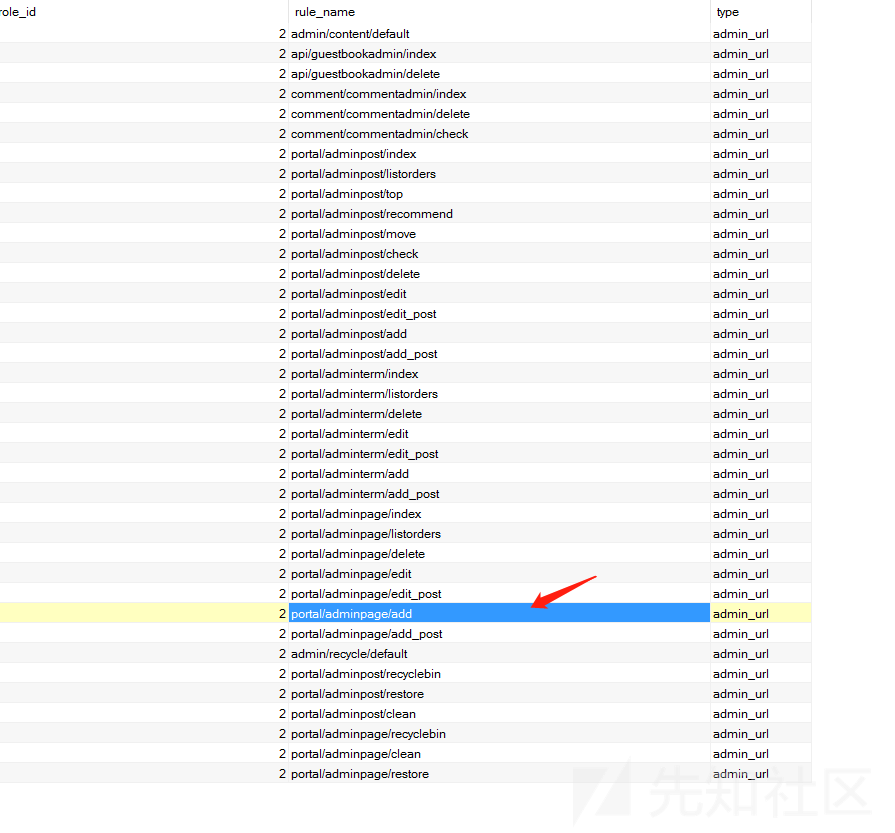 role_id rule_name type
2 admin/content/default admin_url
2 api/guestbookadmin/index admin_url
2 api/guestbookadmin/delete admin_url
2 comment/commentadmin/index admin_url
2 comment/commentadmin/delete admin_url
2 comment/commentadmin/check admin_url
2 portal/adminpost/index admin_url
2 portal/adminpost/listorders admin_url
2 portal/adminpost/top admin_url
2 portal/adminpost/recommend admin_url
2 portal/adminpost/move admin_url
2 portal/adminpost/check admin_url
2 portal/adminpost/delete admin_url
2 portal/adminpost/edit admin_url
2 portal/adminpost/edit_post admin_url
2 portal/adminpost/add admin_url
2 portal/adminpost/add_post admin_url
2 portal/adminterm/index admin_url
2 portal/adminterm/listorders admin_url
2 portal/adminterm/delete admin_url
2 portal/adminterm/edit admin_url
2 portal/adminterm/edit_post admin_url
2 portal/adminterm/add admin_url
2 portal/adminterm/add_post admin_url
2 portal/adminpage/index admin_url
2 portal/adminpage/listorders admin_url
2 portal/adminpage/delete admin_url
2 portal/adminpage/edit admin_url
2 portal/adminpage/edit_post admin_url
2 portal/adminpage/add admin_url
2 portal/adminpage/add_post admin_url
2 admin/recycle/default admin_url
2 portal/adminpost/recyclebin admin_url
2 portal/adminpost/restore admin_url
2 portal/adminpost/clean admin_url
2 portal/adminpage/recyclebin admin_url
2 portal/adminpage/clean admin_url
2 portal/adminpage/restore admin_url
先知社区